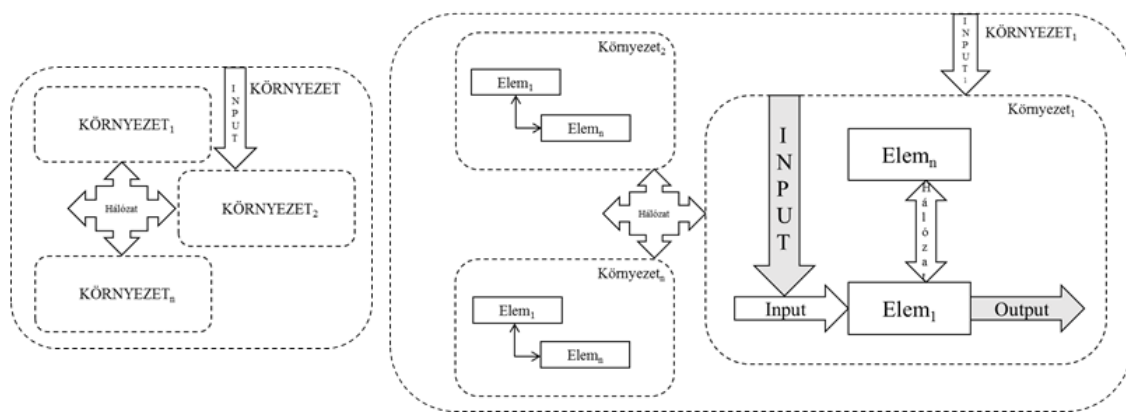 KÖRNYEZET
INPUT
KÖRNYEZET₁
Hálózat
KÖRNYEZET₂
KÖRNYEZETₙ
INPUT₁
KÖRNYEZET₁
Környezet₂
Elem₁
Elemₙ
Hálózat
Környezetₙ
Elem₁
Elemₙ
Környezet₁
INPUT
Elemₙ
Hálózat
Input
Elem₁
Output